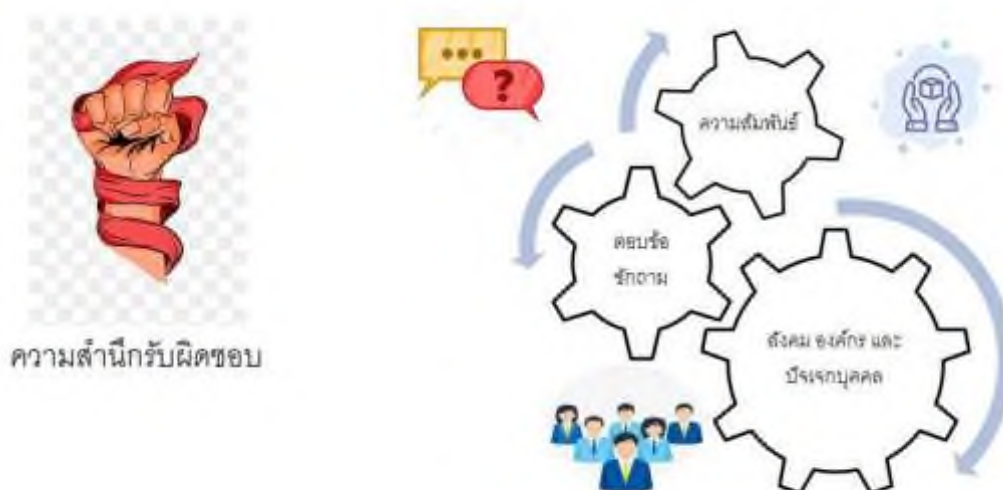 ความสำนึกรับผิดชอบ
ความสัมพันธ์
ตอบข้อ
ซักถาม
สังคม องค์กร และ
ปัจเจกบุคคล
?